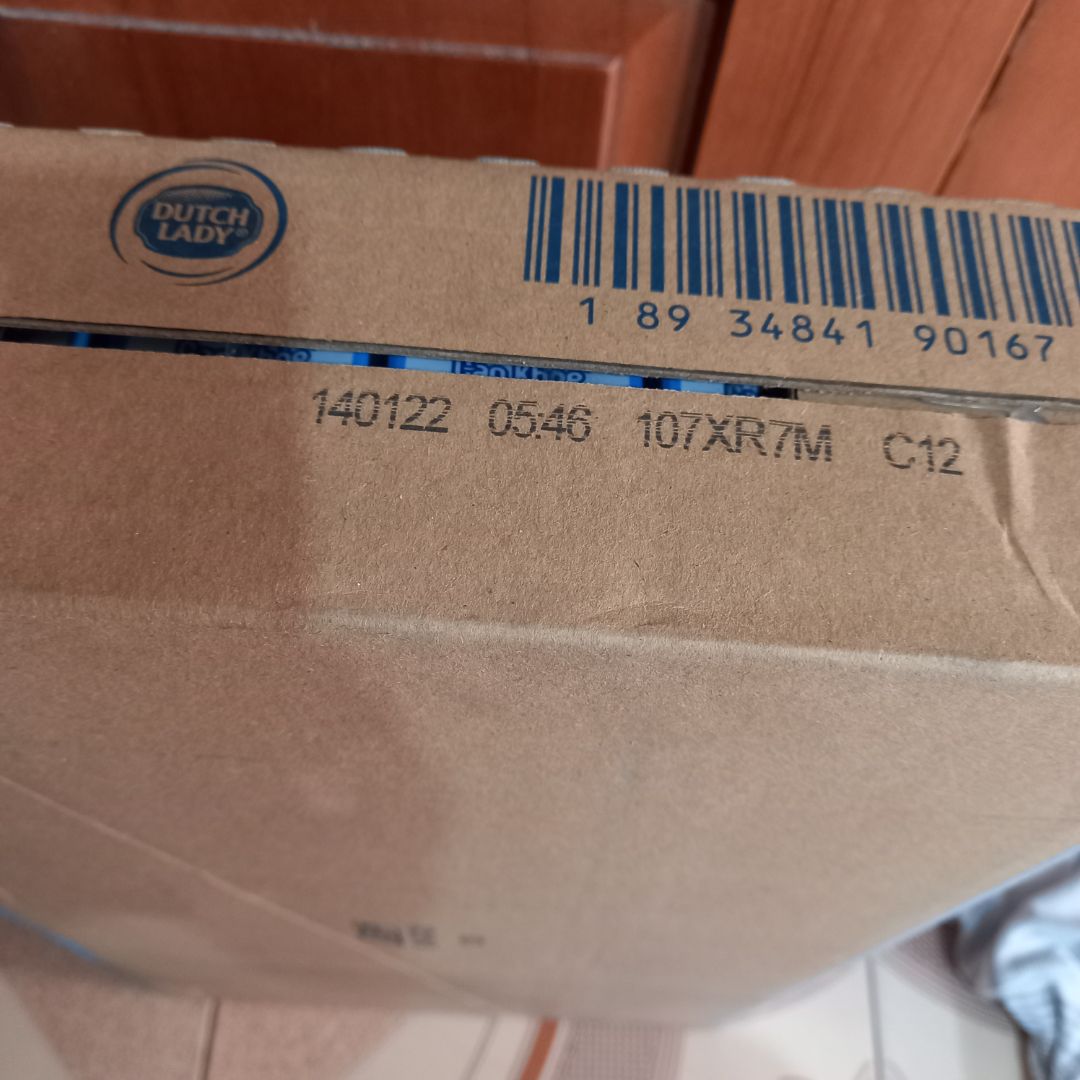 DUTCH
LADY®
1 89 34841 90167
140122 05:46 107XR7M C12